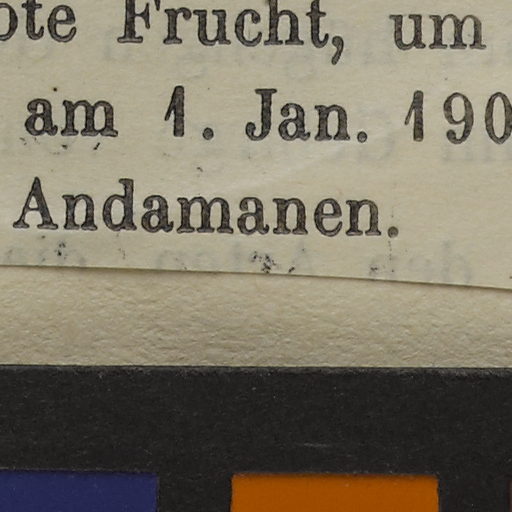 ote Frucht, um
am 1. Jan. 190
Andamanen.